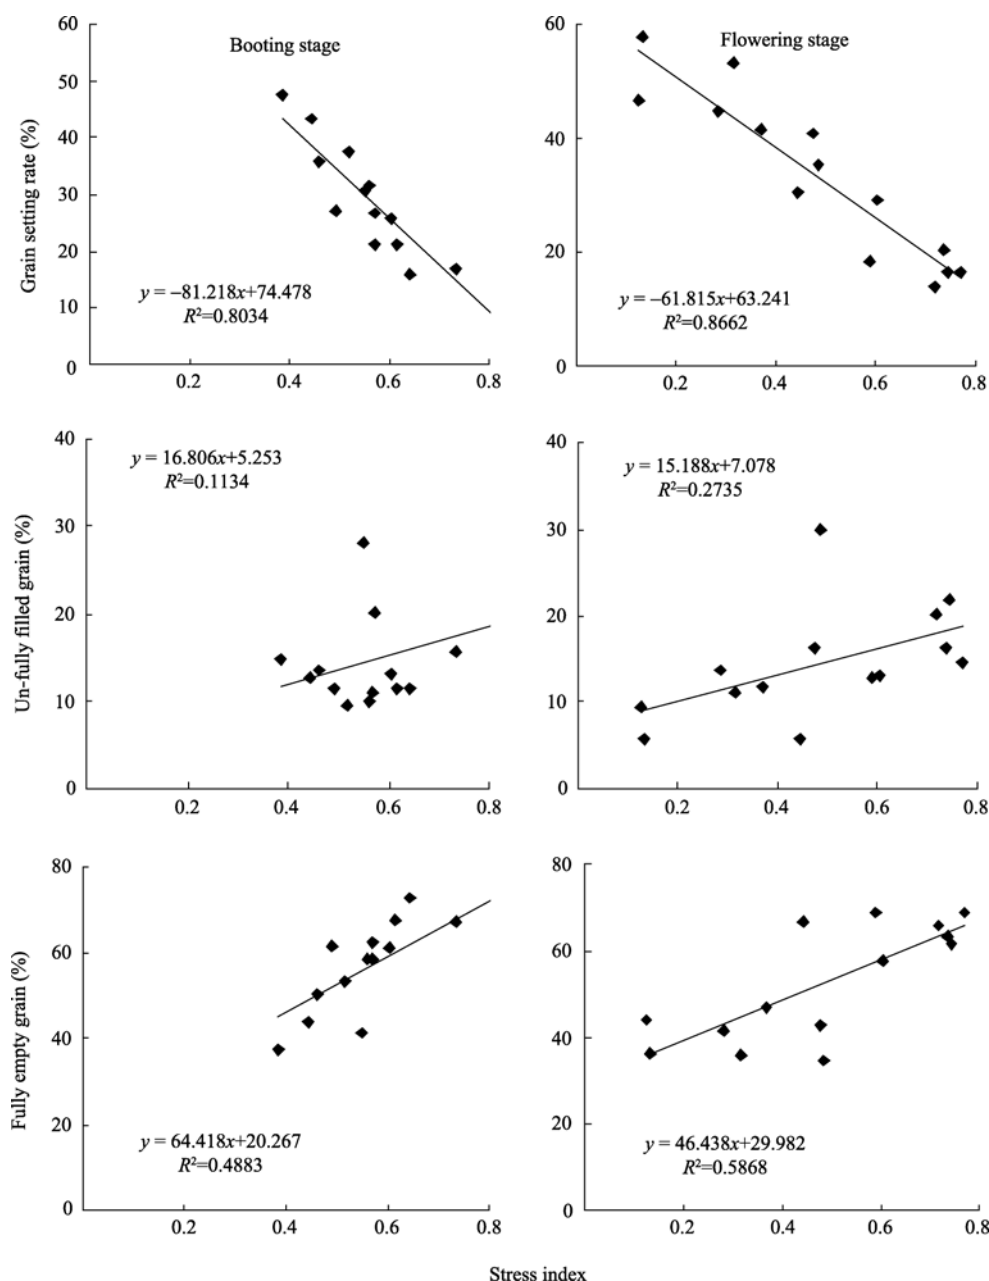 Booting stage
Grain setting rate (%)
60
50
40
30
20
10
0
y = –81.218x+74.478
R²=0.8034
0.2 0.4 0.6 0.8
Flowering stage
60
40
20
0
y = –61.815x+63.241
R²=0.8662
0.2 0.4 0.6 0.8
Un-fully filled grain (%)
40
30
20
10
0
y = 16.806x+5.253
R²=0.1134
0.2 0.4 0.6 0.8
40
30
20
10
0
y = 15.188x+7.078
R²=0.2735
0.2 0.4 0.6 0.8
Fully empty grain (%)
80
60
40
20
0
y = 64.418x+20.267
R²=0.4883
0.2 0.4 0.6 0.8
80
60
40
20
0
y = 46.438x+29.982
R²=0.5868
0.2 0.4 0.6 0.8
Stress index